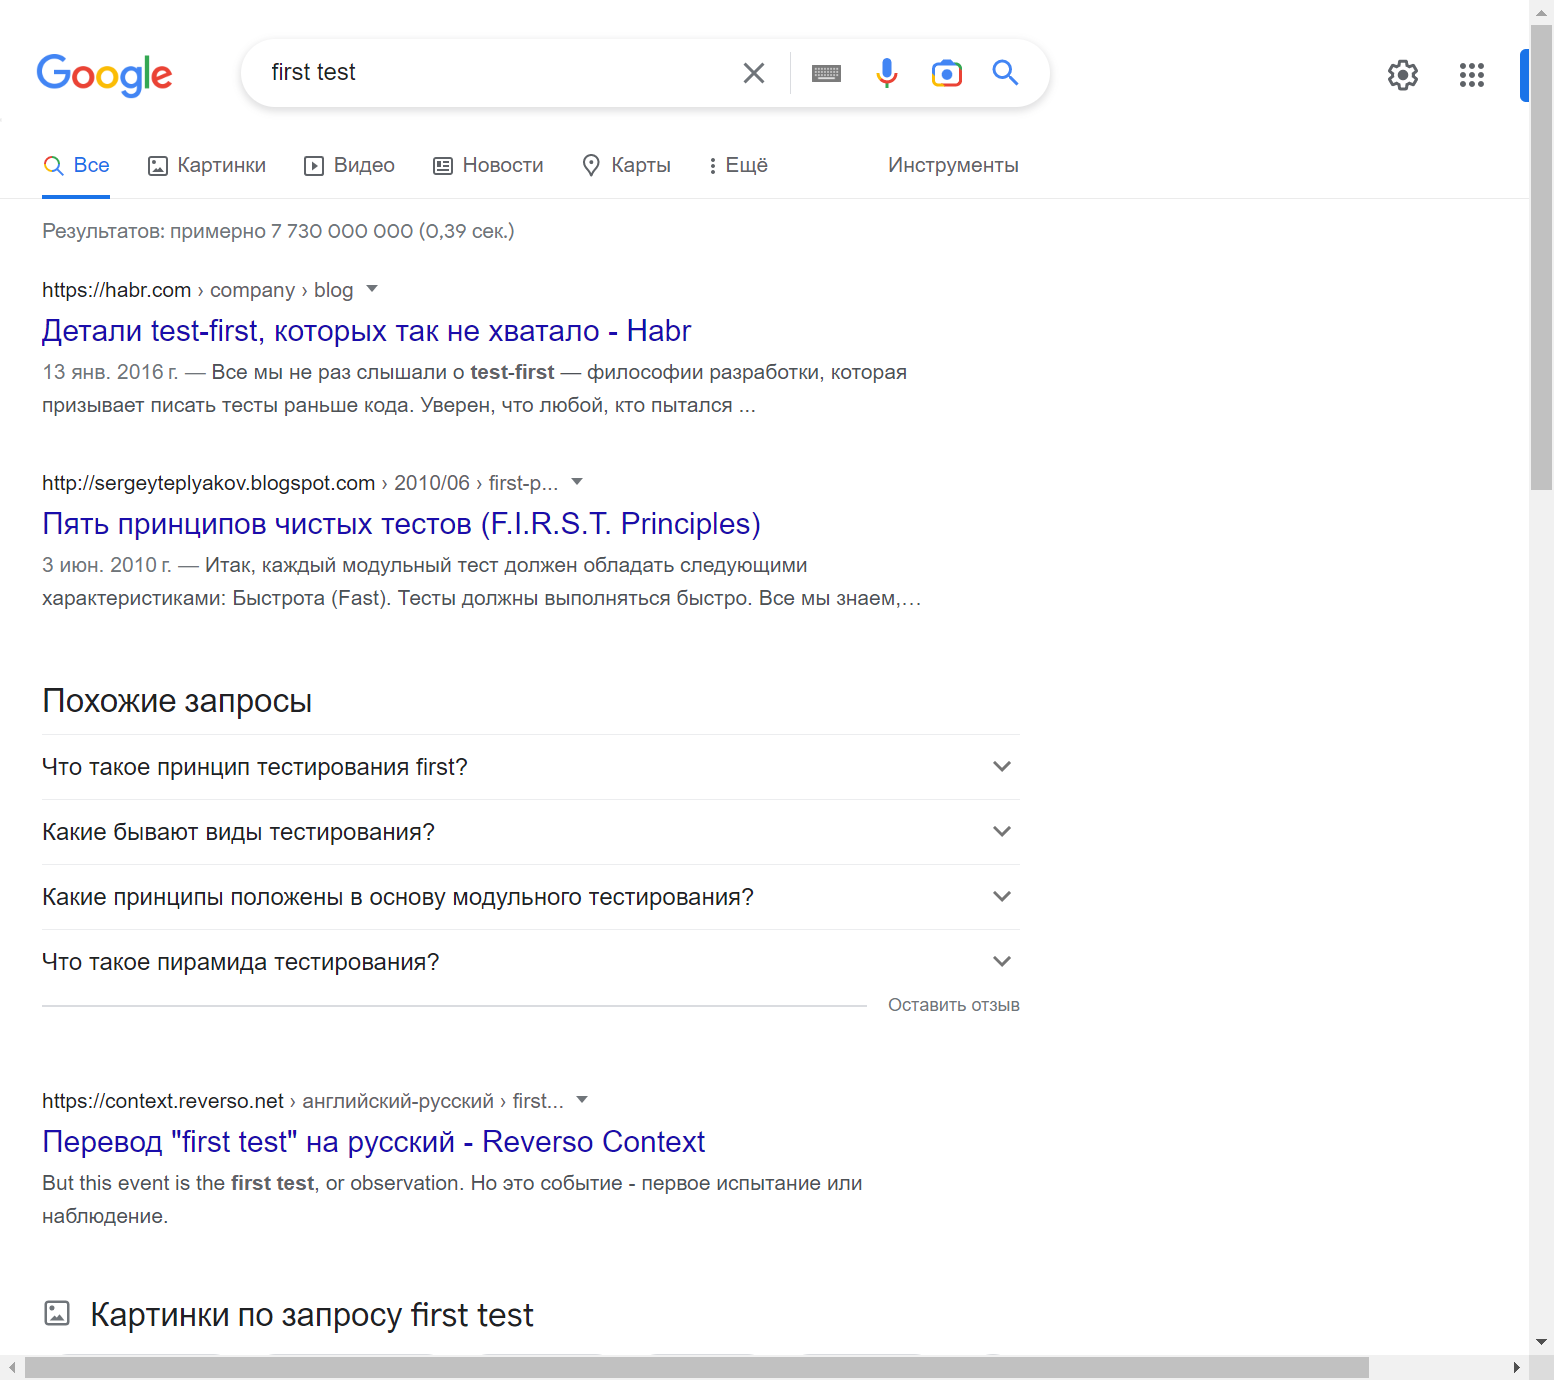 Google
first test
Все
Картинки
Видео
Новости
Карты
Ещё
Инструменты
Результатов: примерно 7 730 000 000 (0,39 сек.)
https://habr.com › company › blog
Детали test-first, которых так не хватало - Habr
13 янв. 2016 г. — Все мы не раз слышали о test-first — философии разработки, которая
призывает писать тесты раньше кода. Уверен, что любой, кто пытался ...
http://sergeyteplyakov.blogspot.com › 2010/06 › first-p...
Пять принципов чистых тестов (F.I.R.S.T. Principles)
3 июн. 2010 г. — Итак, каждый модульный тест должен обладать следующими
характеристиками: Быстрота (Fast). Тесты должны выполняться быстро. Все мы знаем,…
Похожие запросы
Что такое принцип тестирования first?
Какие бывают виды тестирования?
Какие принципы положены в основу модульного тестирования?
Что такое пирамида тестирования?
Оставить отзыв
https://context.reverso.net › английский-русский › first...
Перевод "first test" на русский - Reverso Context
But this event is the first test, or observation. Но это событие - первое испытание или
наблюдение.
Картинки по запросу first test